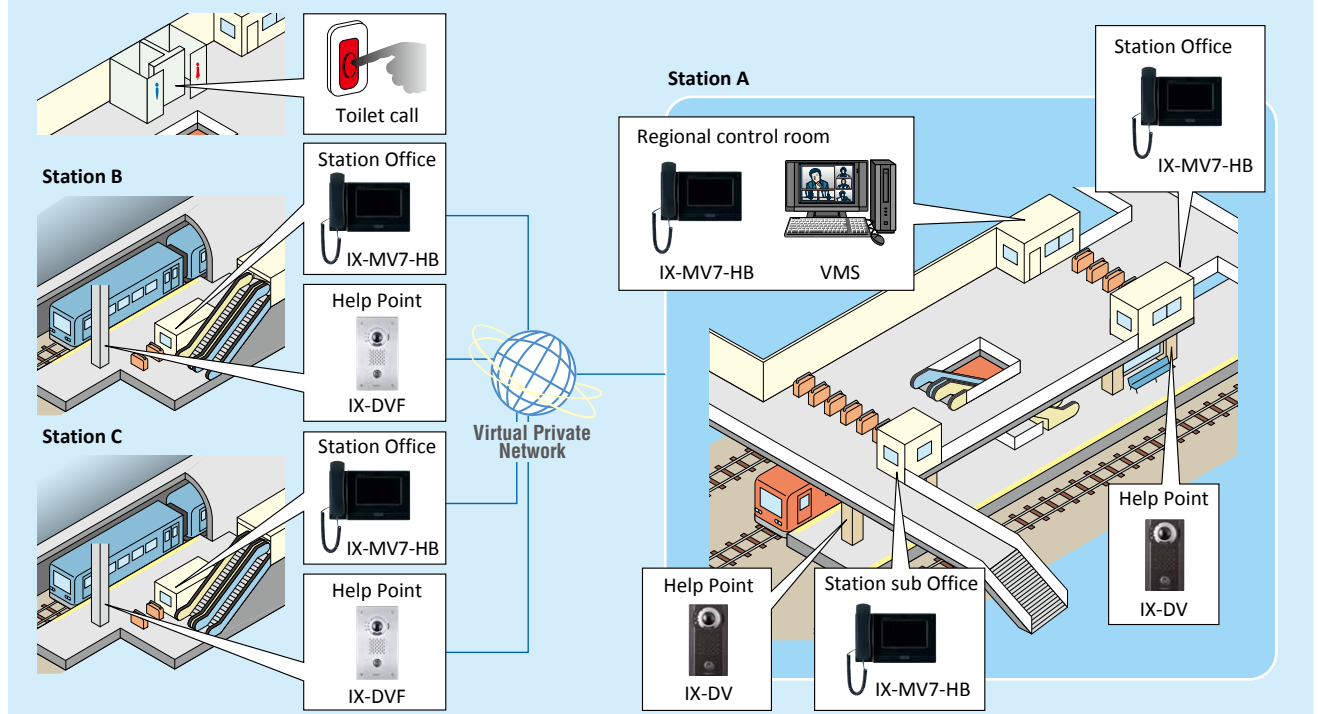 Toilet call
Station B
Station Office
IX-MV7-HB
Help Point
IX-DVF
Station C
Station Office
IX-MV7-HB
Help Point
IX-DVF
Virtual Private
Network
Station A
Regional control room
IX-MV7-HB
VMS
Station Office
IX-MV7-HB
Help Point
IX-DV
Station sub Office
IX-MV7-HB
Help Point
IX-DV